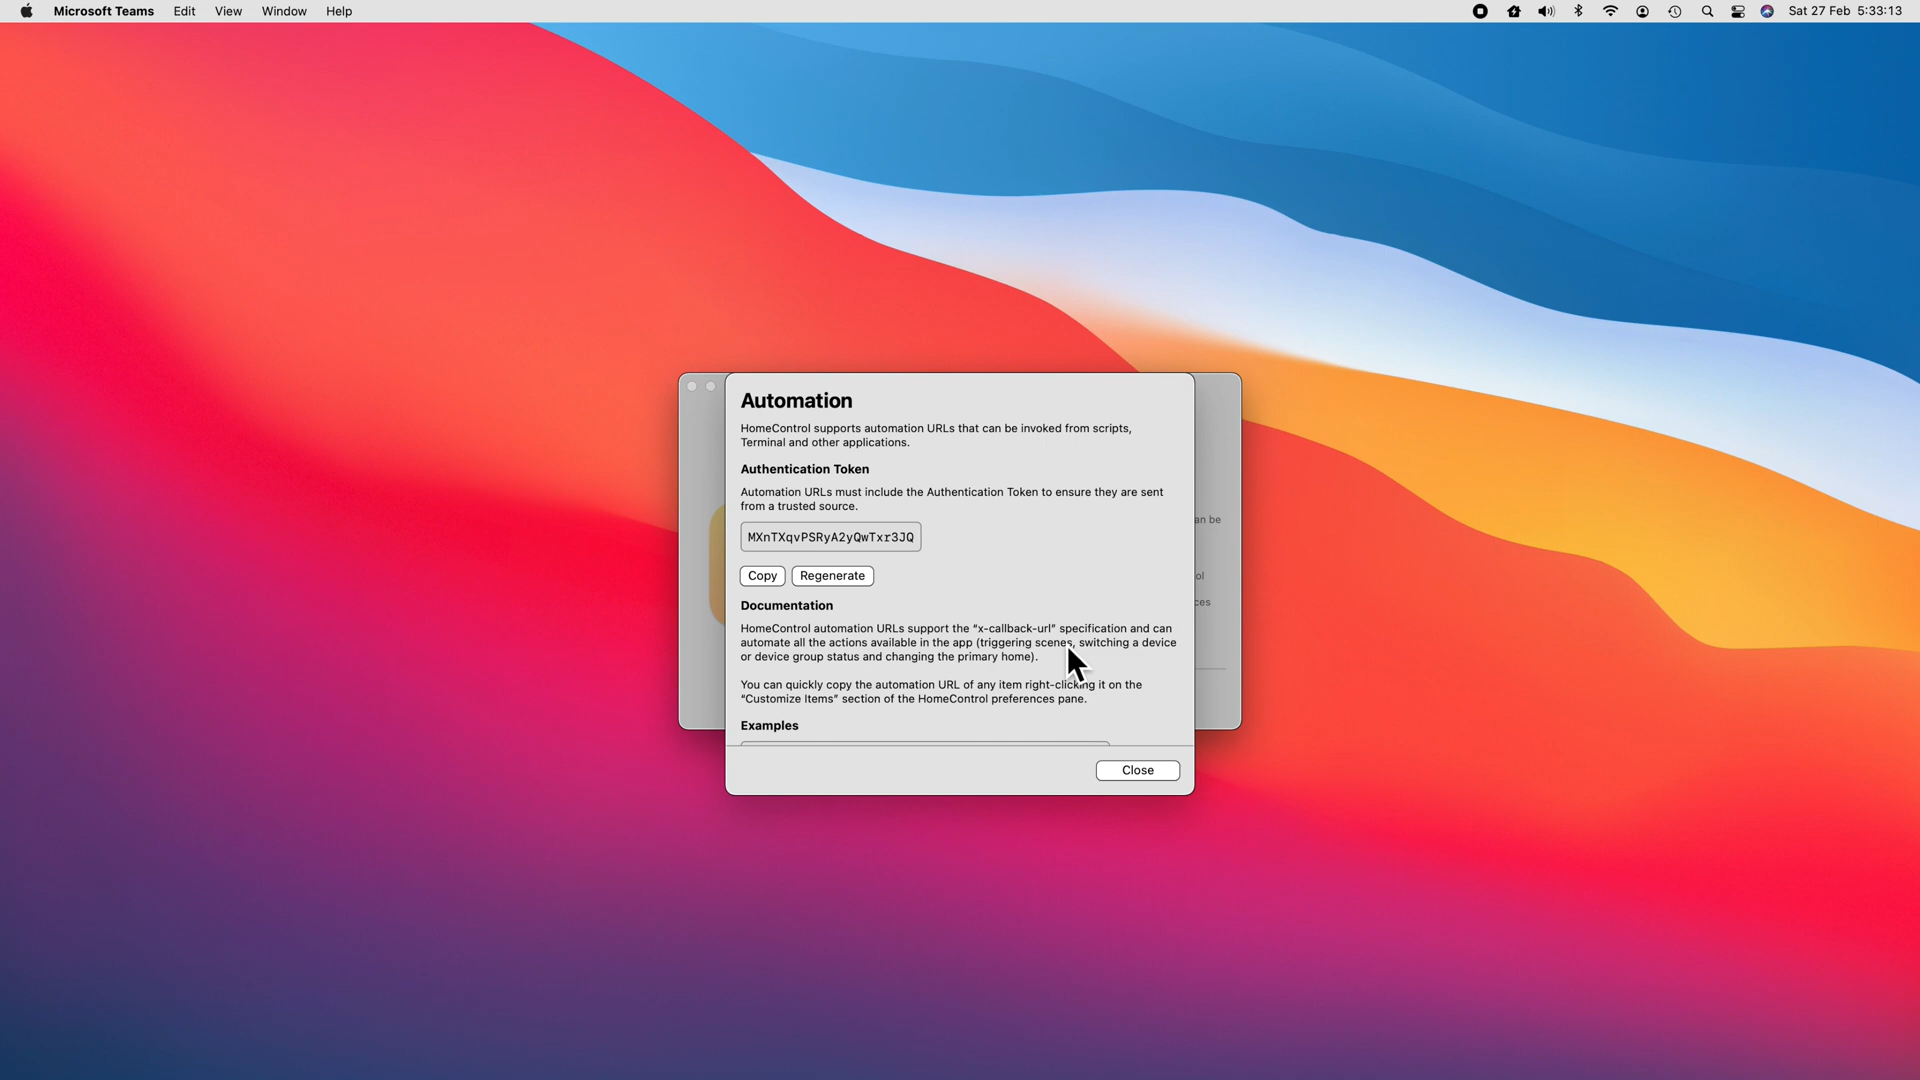 Microsoft Teams Edit View Window Help Sat 27 Feb 5:33:13
Automation
HomeControl supports automation URLs that can be invoked from scripts,
Terminal and other applications.
Authentication Token
Automation URLs must include the Authentication Token to ensure they are sent
from a trusted source.
an be
MXnTXqvPSRyA2yQwTxr3JQ
Copy Regenerate
ol
ces
Documentation
HomeControl automation URLs support the “x-callback-url” specification and can
automate all the actions available in the app (triggering scenes, switching a device
or device group status and changing the primary home).
You can quickly copy the automation URL of any item right-clicking it on the
“Customize Items” section of the HomeControl preferences pane.
Examples
Close